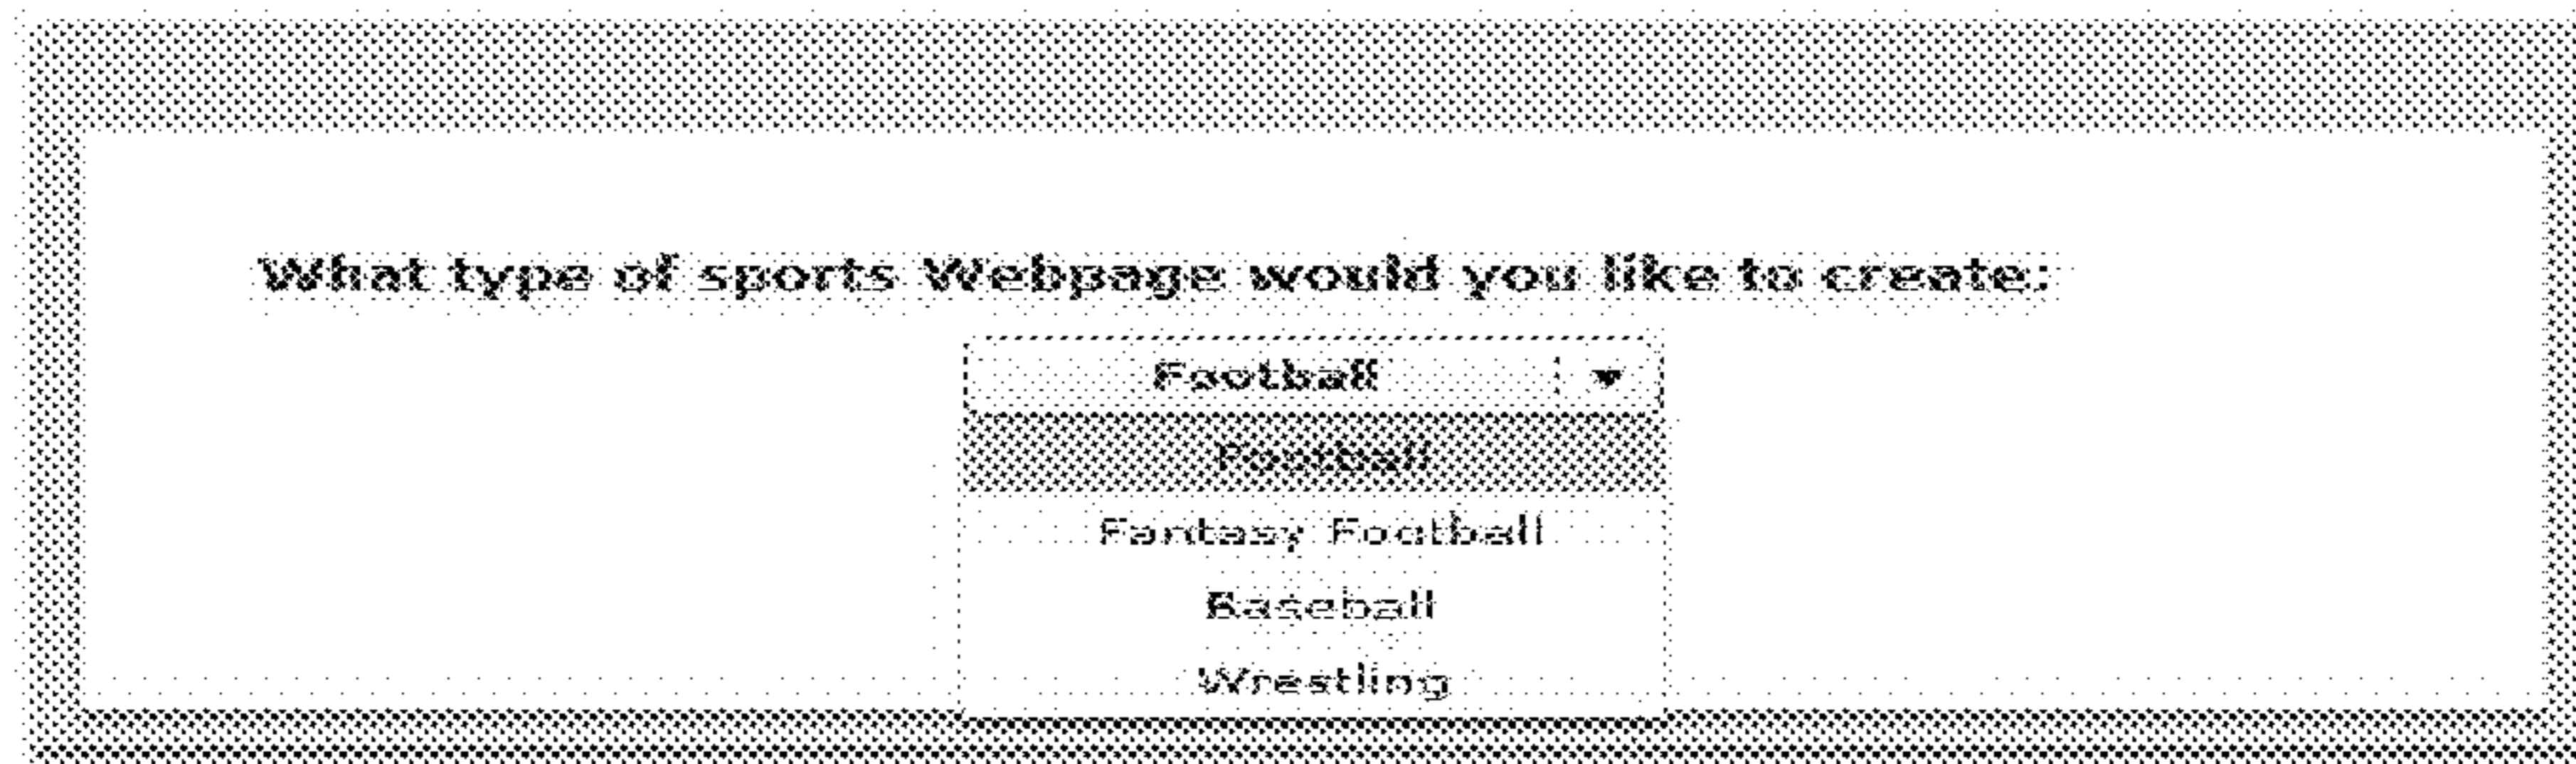 What type of sports Webpage would you like to create:
Football
Football
Fantasy Football
Baseball
Wrestling